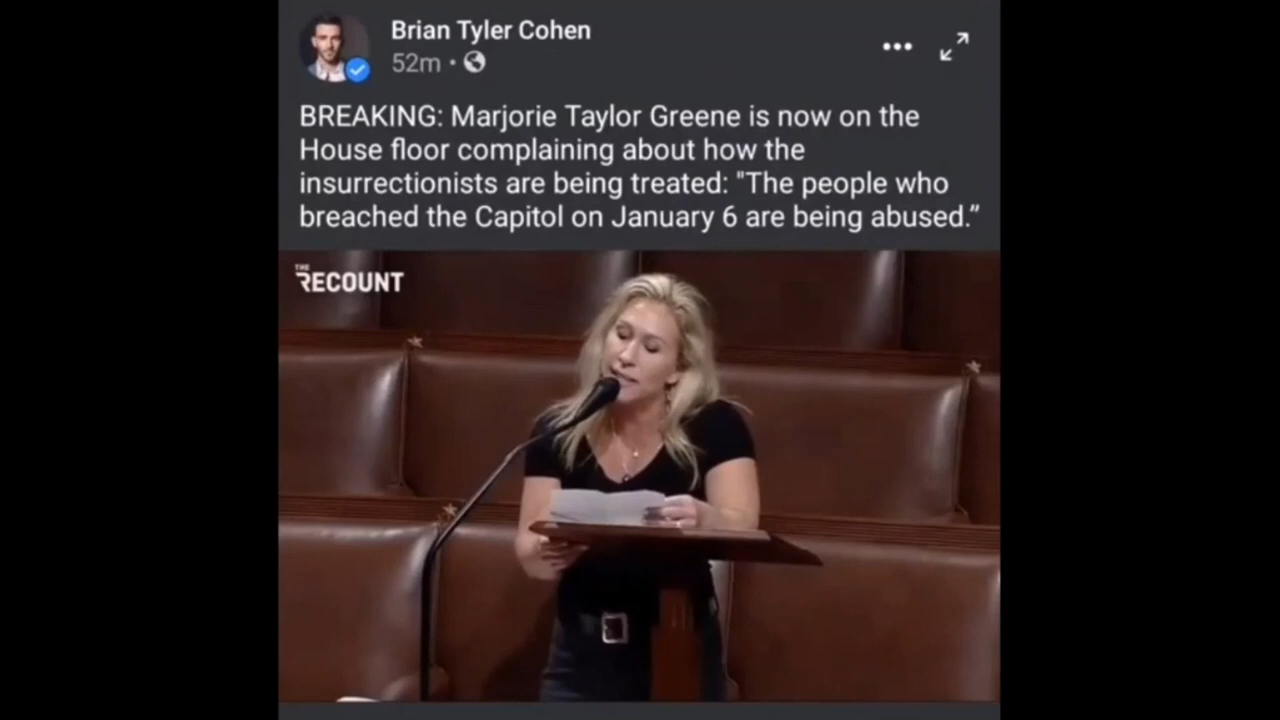 Brian Tyler Cohen
52m •
BREAKING: Marjorie Taylor Greene is now on the
House floor complaining about how the
insurrectionists are being treated: "The people who
breached the Capitol on January 6 are being abused.”
THE
RECOUNT